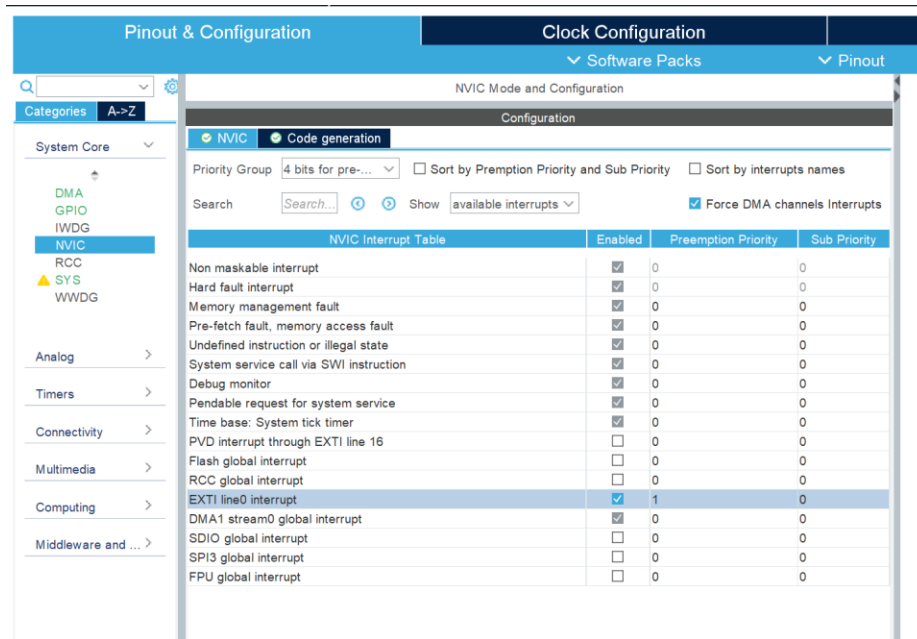 Pinout & Configuration
Clock Configuration
Software Packs
Pinout
NVIC Mode and Configuration
Categories
A->Z
Configuration
System Core
NVIC
Code generation
Priority Group
4 bits for pre-...
Sort by Premption Priority and Sub Priority
Sort by interrupts names
Search
Search...
Show
available interrupts
Force DMA channels Interrupts
DMA
GPIO
IWDG
NVIC
RCC
SYS
WWDG
Analog
Timers
Connectivity
Multimedia
Computing
Middleware and ...
NVIC Interrupt Table Enabled Preemption Priority Sub Priority
Non maskable interrupt 0 0
Hard fault interrupt 0 0
Memory management fault 0 0
Pre-fetch fault, memory access fault 0 0
Undefined instruction or illegal state 0 0
System service call via SWI instruction 0 0
Debug monitor 0 0
Pendable request for system service 0 0
Time base: System tick timer 0 0
PVD interrupt through EXTI line 16 0 0
Flash global interrupt 0 0
RCC global interrupt 0 0
EXTI line0 interrupt 1 0
DMA1 stream0 global interrupt 0 0
SDIO global interrupt 0 0
SPI3 global interrupt 0 0
FPU global interrupt 0 0